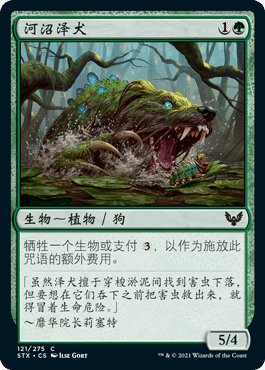 河沼泽犬 1
生物～植物／狗
牺牲一个生物或支付3，以作为施放此
咒语的额外费用。
「虽然泽犬擅于穿梭淤泥间找到害虫下落，
但要想在它们吞下之前把害虫救出来，就
得冒着生命危险。」
～靡华院长莉塞特
5/4
121/275 C
STX • CS ILSE GORT
™ & © 2021 Wizards of the Coast